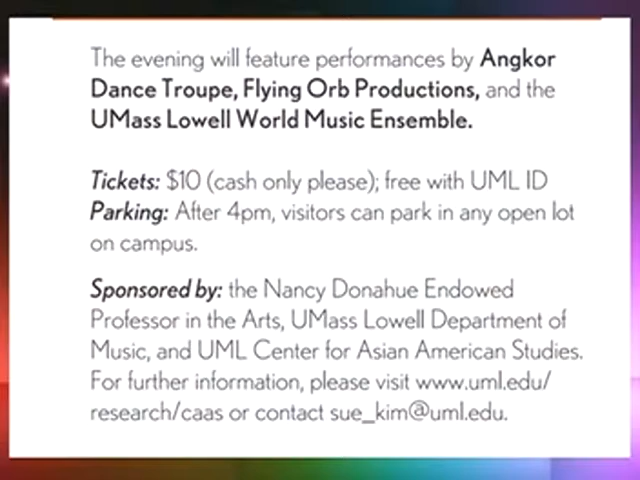 The evening will feature performances by Angkor
Dance Troupe, Flying Orb Productions, and the
UMass Lowell World Music Ensemble.
Tickets: $10 (cash only please); free with UML ID
Parking: After 4pm, visitors can park in any open lot
on campus.
Sponsored by: the Nancy Donahue Endowed
Professor in the Arts, UMass Lowell Department of
Music, and UML Center for Asian American Studies.
For further information, please visit www.uml.edu/
research/caas or contact sue_kim@uml.edu.